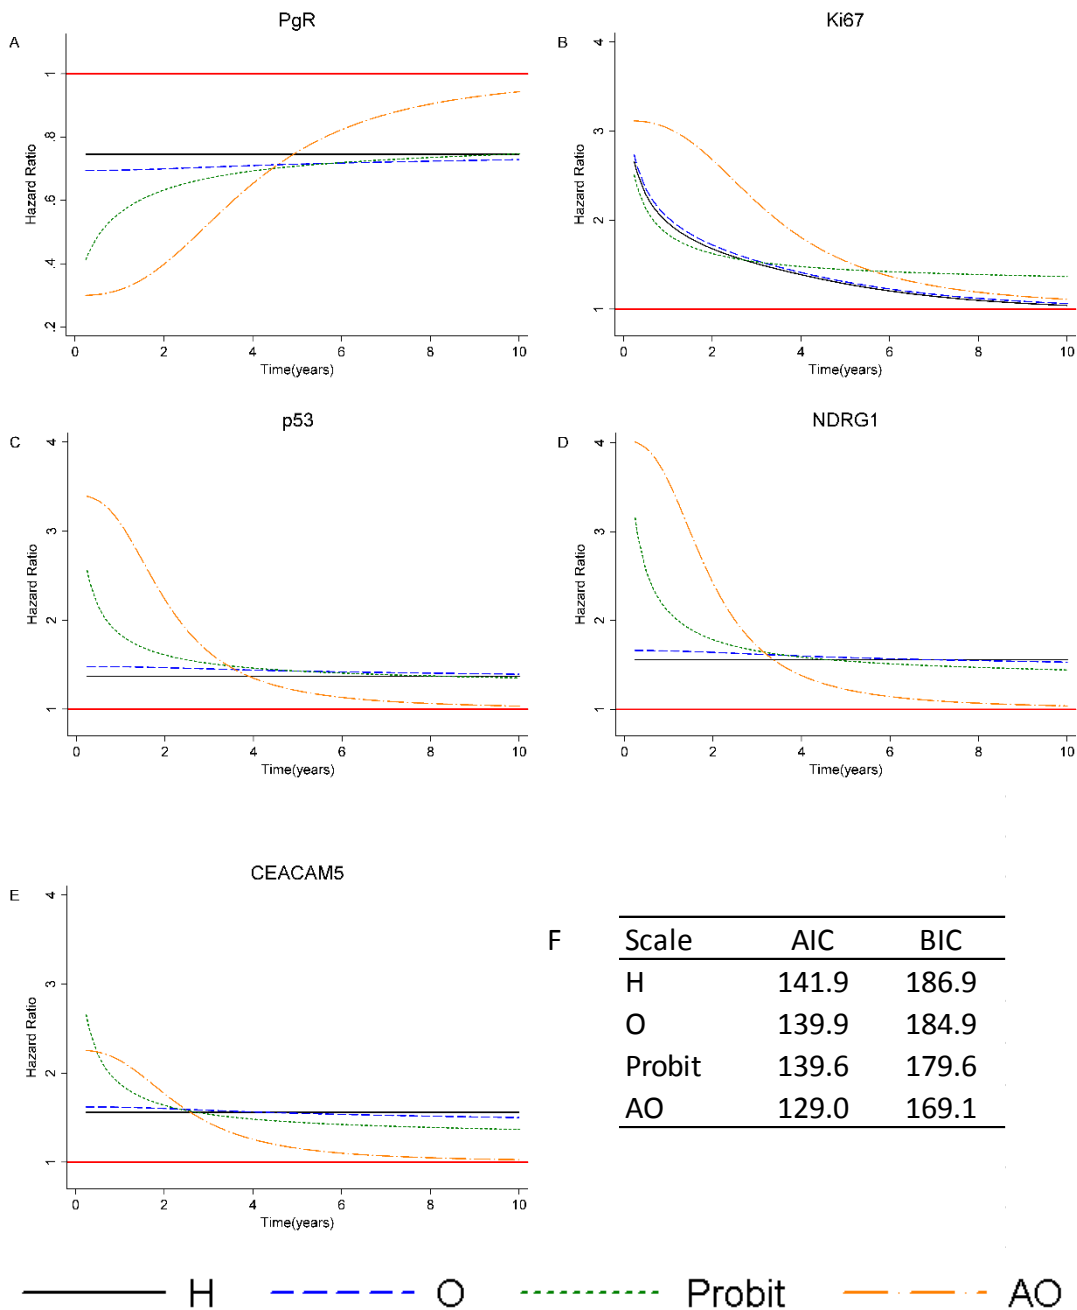 A
PgR
Hazard Ratio
1
.8
.6
.4
.2
0 2 4 6 8 10
Time(years)
B
Ki67
Hazard Ratio
4
3
2
1
0 2 4 6 8 10
Time(years)
C
p53
Hazard Ratio
4
3
2
1
0 2 4 6 8 10
Time(years)
D
NDRG1
Hazard Ratio
4
3
2
1
0 2 4 6 8 10
Time(years)
E
CEACAM5
Hazard Ratio
4
3
2
1
0 2 4 6 8 10
Time(years)
F
Scale AIC BIC
H 141.9 186.9
O 139.9 184.9
Probit 139.6 179.6
AO 129.0 169.1
H O Probit AO